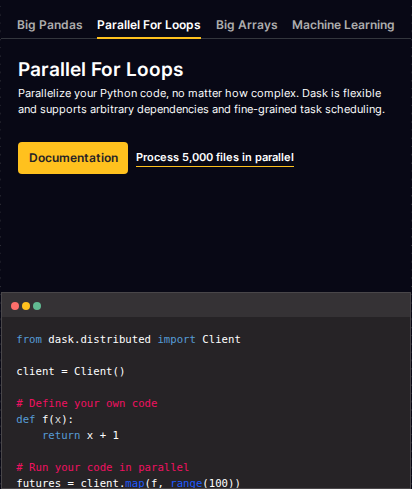 Big Pandas Parallel For Loops Big Arrays Machine Learning
Parallel For Loops
Parallelize your Python code, no matter how complex. Dask is flexible
and supports arbitrary dependencies and fine-grained task scheduling.
Documentation Process 5,000 files in parallel
from dask.distributed import Client
client = Client()
# Define your own code
def f(x):
    return x + 1
# Run your code in parallel
futures = client.map(f, range(100))